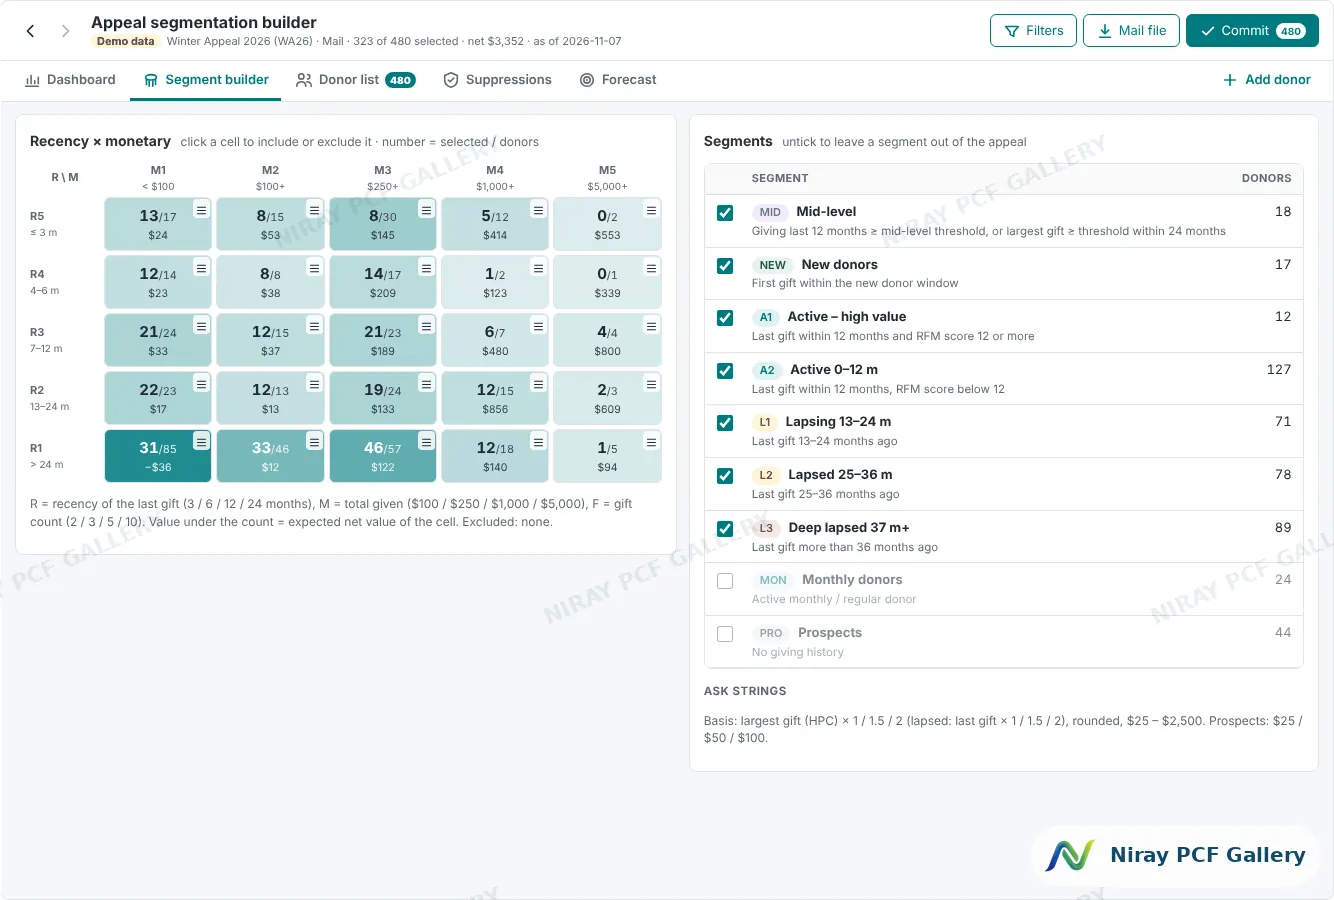 Appeal segmentation builder
Demo data Winter Appeal 2026 (WA26) · Mail · 323 of 480 selected · net $3,352 · as of 2026-11-07
Filters
Mail file
Commit 480
Dashboard
Segment builder
Donor list 480
Suppressions
Forecast
Add donor
Recency × monetary click a cell to include or exclude it · number = selected / donors
R \ M M1 M2 M3 M4 M5
< $100 $100+ $250+ $1,000+ $5,000+
R5 13/17 8/15 8/30 5/12 0/2
≤ 3 m $24 $53 $145 $414 $553
R4 12/14 8/8 14/17 1/2 0/1
4–6 m $23 $38 $209 $123 $339
R3 21/24 12/15 21/23 6/7 4/4
7–12 m $33 $37 $189 $480 $800
R2 22/23 12/13 19/24 12/15 2/3
13–24 m $17 $13 $133 $856 $609
R1 31/85 33/46 46/57 12/18 1/5
> 24 m −$36 $12 $122 $140 $94
R = recency of the last gift (3 / 6 / 12 / 24 months), M = total given ($100 / $250 / $1,000 / $5,000), F = gift
count (2 / 3 / 5 / 10). Value under the count = expected net value of the cell. Excluded: none.
Segments untick to leave a segment out of the appeal
SEGMENT DONORS
MID Mid-level 18
Giving last 12 months ≥ mid-level threshold, or largest gift ≥ threshold within 24 months
NEW New donors 17
First gift within the new donor window
A1 Active – high value 12
Last gift within 12 months and RFM score 12 or more
A2 Active 0–12 m 127
Last gift within 12 months, RFM score below 12
L1 Lapsing 13–24 m 71
Last gift 13–24 months ago
L2 Lapsed 25–36 m 78
Last gift 25–36 months ago
L3 Deep lapsed 37 m+ 89
Last gift more than 36 months ago
MON Monthly donors 24
Active monthly / regular donor
PRO Prospects 44
No giving history
ASK STRINGS
Basis: largest gift (HPC) × 1 / 1.5 / 2 (lapsed: last gift × 1 / 1.5 / 2), rounded, $25 – $2,500. Prospects: $25 /
$50 / $100.
NIRAY PCF GALLERY
NIRAY PCF GALLERY
NIRAY PCF GALLERY
NIRAY PCF GALLERY
NIRAY PCF GALLERY
Niray PCF Gallery